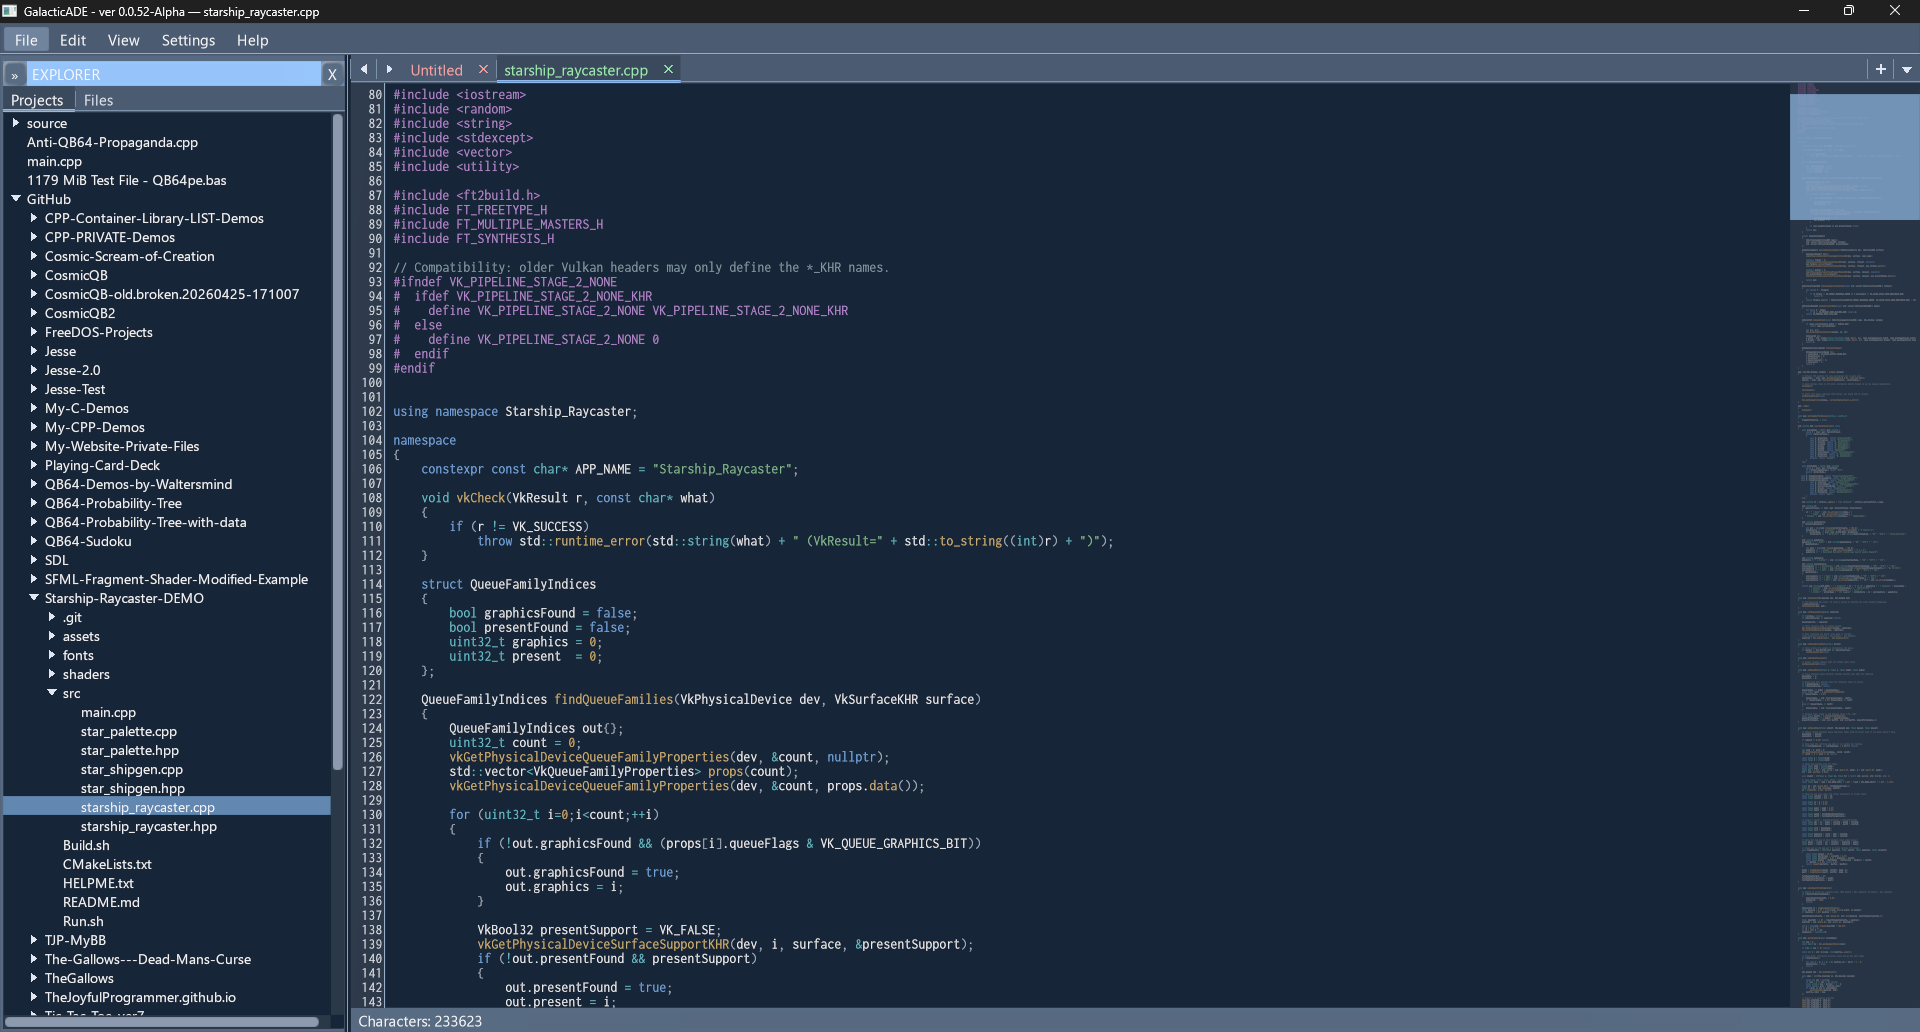 GalacticADE - ver 0.0.52-Alpha — starship_raycaster.cpp
File Edit View Settings Help
» EXPLORER X
Projects Files
source
Anti-QB64-Propaganda.cpp
main.cpp
1179 MiB Test File - QB64pe.bas
GitHub
CPP-Container-Library-LIST-Demos
CPP-PRIVATE-Demos
Cosmic-Scream-of-Creation
CosmicQB
CosmicQB-old.broken.20260425-171007
CosmicQB2
FreeDOS-Projects
Jesse
Jesse-2.0
Jesse-Test
My-C-Demos
My-CPP-Demos
My-Website-Private-Files
Playing-Card-Deck
QB64-Demos-by-Waltersmind
QB64-Probability-Tree
QB64-Probability-Tree-with-data
QB64-Sudoku
SDL
SFML-Fragment-Shader-Modified-Example
Starship-Raycaster-DEMO
.git
assets
fonts
shaders
src
main.cpp
star_palette.cpp
star_palette.hpp
star_shipgen.cpp
star_shipgen.hpp
starship_raycaster.cpp
starship_raycaster.hpp
Build.sh
CMakeLists.txt
HELPME.txt
README.md
Run.sh
TJP-MyBB
The-Gallows---Dead-Mans-Curse
TheGallows
TheJoyfulProgrammer.github.io
Tic-Tac-Toe-ver7
Untitled × starship_raycaster.cpp × +
80 #include <iostream>
81 #include <random>
82 #include <string>
83 #include <stdexcept>
84 #include <vector>
85 #include <utility>
86
87 #include <ft2build.h>
88 #include FT_FREETYPE_H
89 #include FT_MULTIPLE_MASTERS_H
90 #include FT_SYNTHESIS_H
91
92 // Compatibility: older Vulkan headers may only define the *_KHR names.
93 #ifndef VK_PIPELINE_STAGE_2_NONE
94 #  ifdef VK_PIPELINE_STAGE_2_NONE_KHR
95 #    define VK_PIPELINE_STAGE_2_NONE VK_PIPELINE_STAGE_2_NONE_KHR
96 #  else
97 #    define VK_PIPELINE_STAGE_2_NONE 0
98 #  endif
99 #endif
100
101
102 using namespace Starship_Raycaster;
103
104 namespace
105 {
106     constexpr const char* APP_NAME = "Starship_Raycaster";
107
108     void vkCheck(VkResult r, const char* what)
109     {
110         if (r != VK_SUCCESS)
111             throw std::runtime_error(std::string(what) + " (VkResult=" + std::to_string((int)r) + ")");
112     }
113
114     struct QueueFamilyIndices
115     {
116         bool graphicsFound = false;
117         bool presentFound = false;
118         uint32_t graphics = 0;
119         uint32_t present  = 0;
120     };
121
122     QueueFamilyIndices findQueueFamilies(VkPhysicalDevice dev, VkSurfaceKHR surface)
123     {
124         QueueFamilyIndices out{};
125         uint32_t count = 0;
126         vkGetPhysicalDeviceQueueFamilyProperties(dev, &count, nullptr);
127         std::vector<VkQueueFamilyProperties> props(count);
128         vkGetPhysicalDeviceQueueFamilyProperties(dev, &count, props.data());
129
130         for (uint32_t i=0;i<count;++i)
131         {
132             if (!out.graphicsFound && (props[i].queueFlags & VK_QUEUE_GRAPHICS_BIT))
133             {
134                 out.graphicsFound = true;
135                 out.graphics = i;
136             }
137
138             VkBool32 presentSupport = VK_FALSE;
139             vkGetPhysicalDeviceSurfaceSupportKHR(dev, i, surface, &presentSupport);
140             if (!out.presentFound && presentSupport)
141             {
142                 out.presentFound = true;
143                 out.present = i;
Characters: 233623